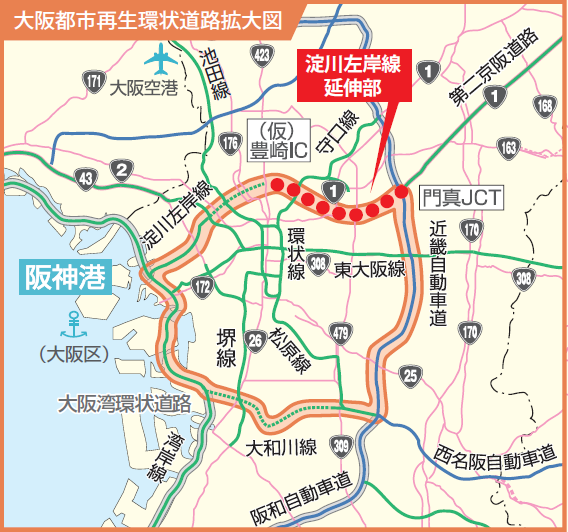 大阪都市再生環状道路拡大図
171
大阪空港
池田線
423
淀川左岸線
延伸部
1
第二京阪道路
1
168
163
176
(仮)
豊崎IC
守口線
1
43
2
淀川左岸線
門真JCT
環状線
308
東大阪線
近畿自動車道
170
308
阪神港
172
(大阪区)
堺線
26
松原線
479
170
25
大阪湾環状道路
湾岸線
大和川線
309
西名阪自動車道
阪和自動車道